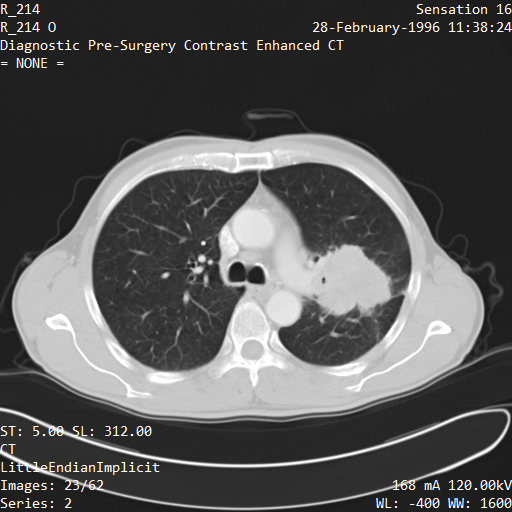 R_214
Sensation 16
R_214 O
28-February-1996 11:38:24
Diagnostic Pre-Surgery Contrast Enhanced CT
= NONE =
ST: 5.00 SL: 312.00
CT
LittleEndianImplicit
Images: 23/62
168 mA 120.00kV
Series: 2
WL: -400 WW: 1600